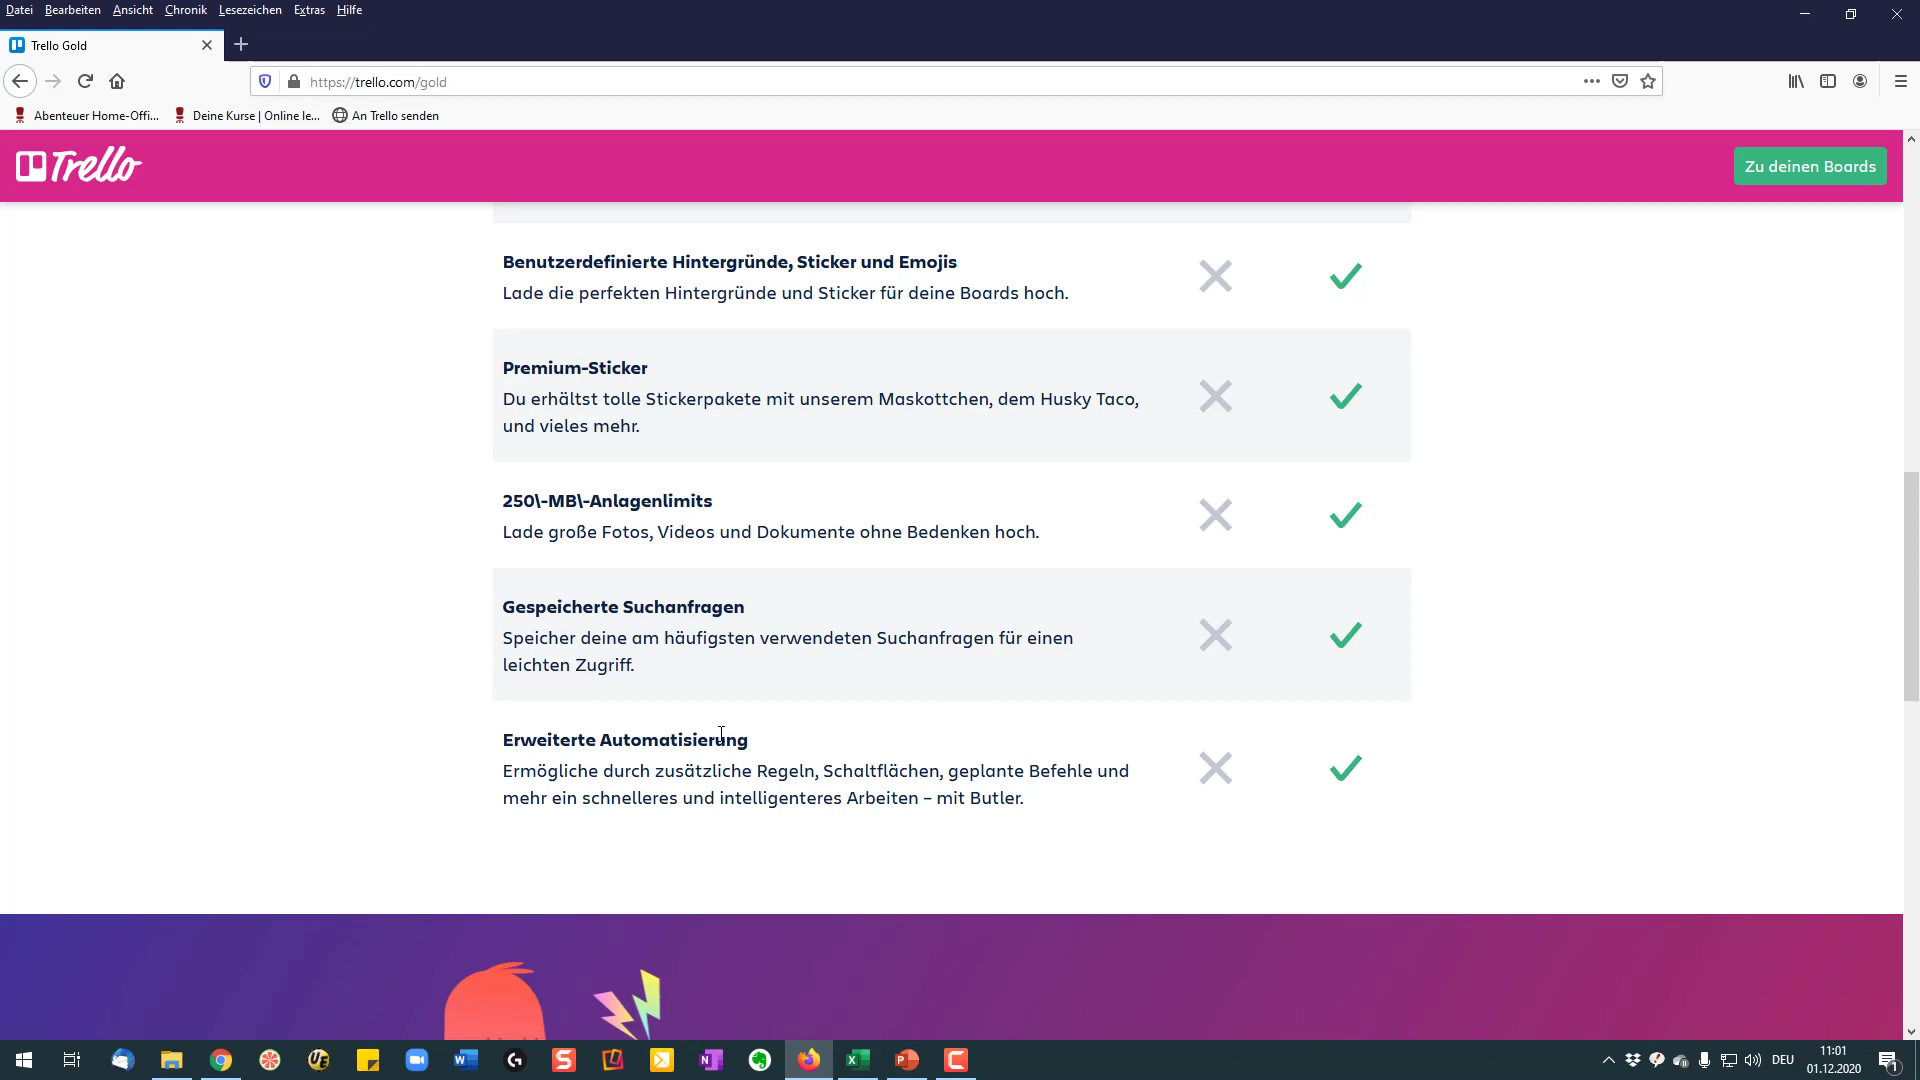 Datei Bearbeiten Ansicht Chronik Lesezeichen Extras Hilfe
Trello Gold
https://trello.com/gold
Abenteuer Home-Offi... Deine Kurse | Online le... An Trello senden
Trello
Zu deinen Boards
Benutzerdefinierte Hintergründe, Sticker und Emojis
Lade die perfekten Hintergründe und Sticker für deine Boards hoch.
Premium-Sticker
Du erhältst tolle Stickerpakete mit unserem Maskottchen, dem Husky Taco,
und vieles mehr.
250\-MB\-Anlagenlimits
Lade große Fotos, Videos und Dokumente ohne Bedenken hoch.
Gespeicherte Suchanfragen
Speicher deine am häufigsten verwendeten Suchanfragen für einen
leichten Zugriff.
Erweiterte Automatisierung
Ermögliche durch zusätzliche Regeln, Schaltflächen, geplante Befehle und
mehr ein schnelleres und intelligenteres Arbeiten – mit Butler.
DEU
11:01
01.12.2020
1